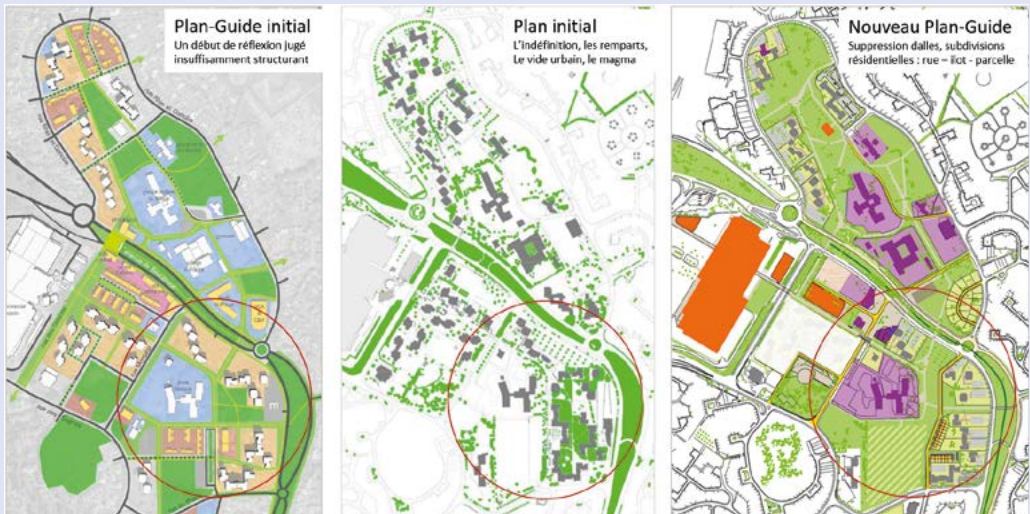 Plan-Guide initial
Un début de réflexion jugé
insuffisamment structurant
Plan initial
L'indéfinition, les remparts,
Le vide urbain, le magma
Nouveau Plan-Guide
Suppression dalles, subdivisions
résidentielles : rue – îlot - parcelle